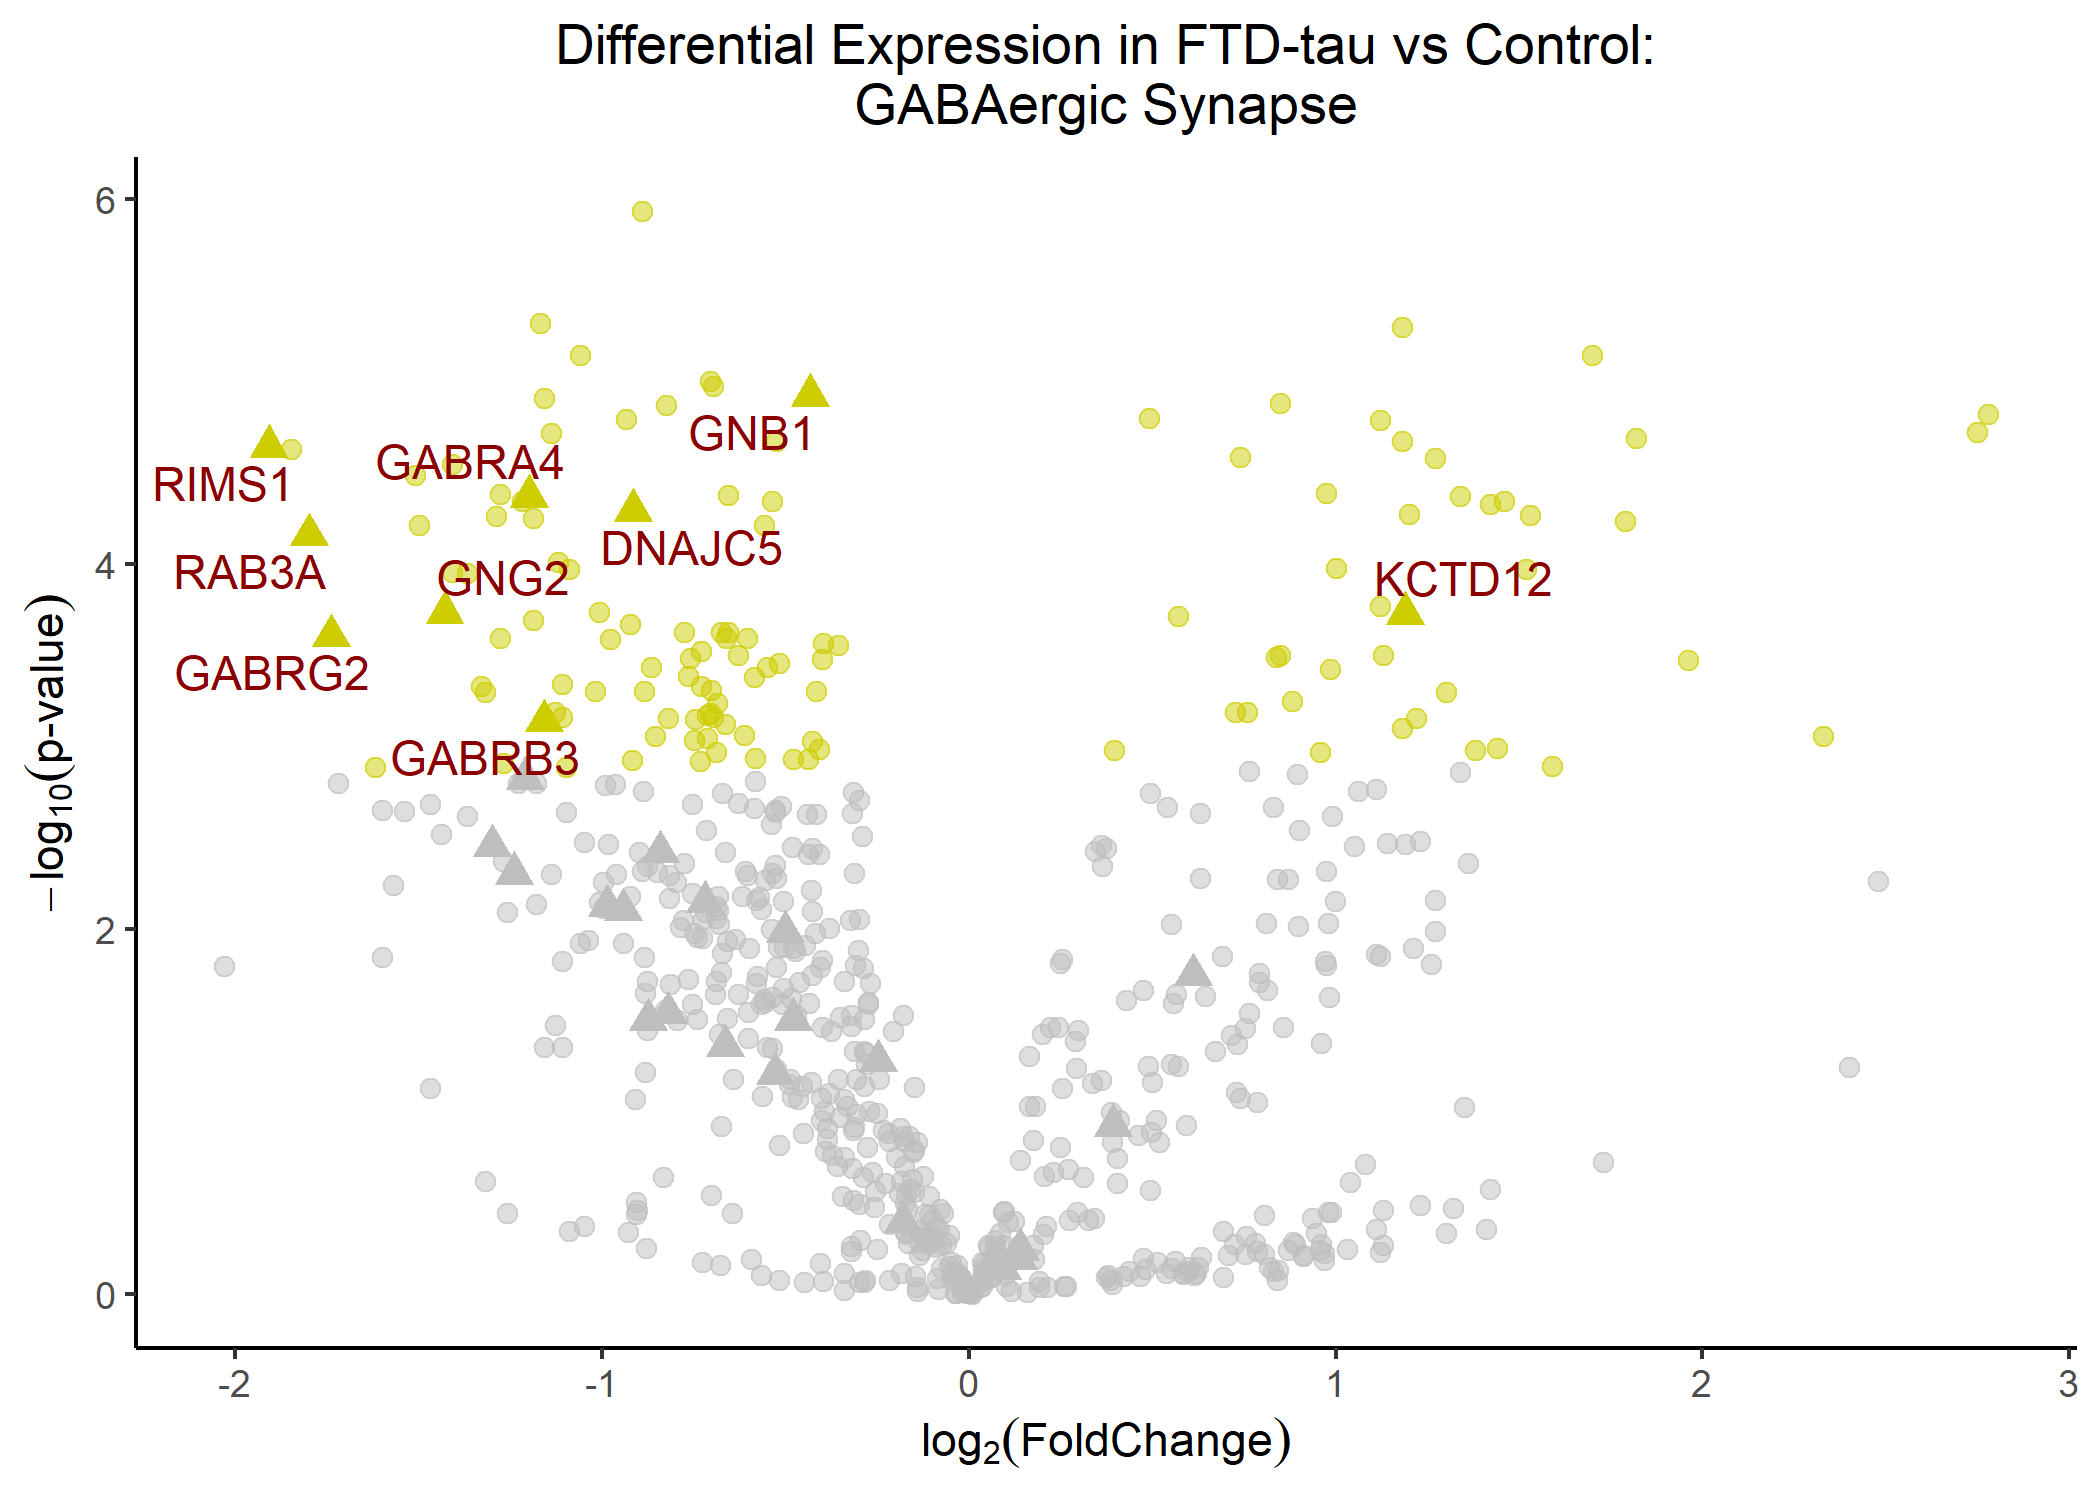 Differential Expression in FTD-tau vs Control:
GABAergic Synapse
6
4
2
0
−log10(p-value)
GNB1
GABRA4
RIMS1
DNAJC5
RAB3A
GNG2
KCTD12
GABRG2
GABRB3
-2
-1
0
1
2
3
log2(FoldChange)